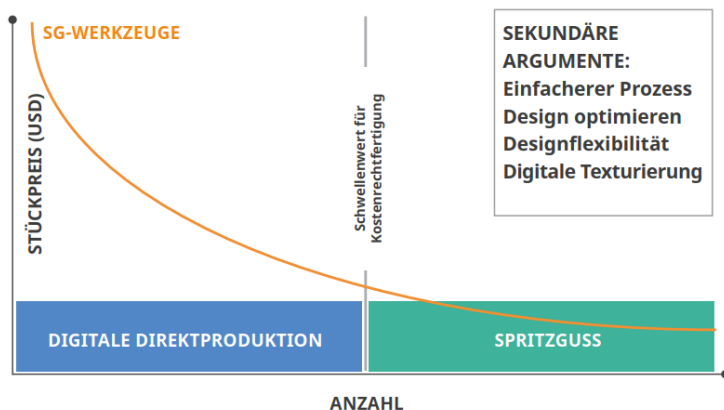 SG-WERKZEUGE
STÜCKPREIS (USD)
Schwellenwert für
Kostenrechtfertigung
SEKUNDÄRE
ARGUMENTE:
Einfacherer Prozess
Design optimieren
Designflexibilität
Digitale Texturierung
DIGITALE DIREKTPRODUKTION
SPRITZGUSS
ANZAHL